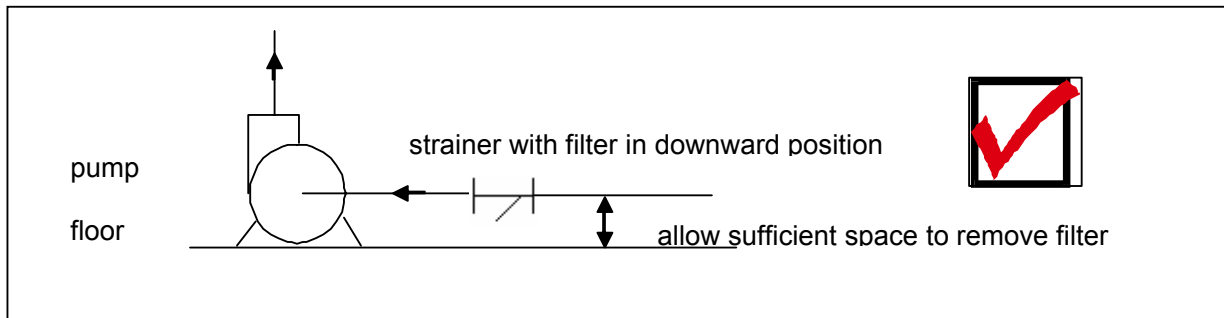 strainer with filter in downward position
pump
floor
allow sufficient space to remove filter